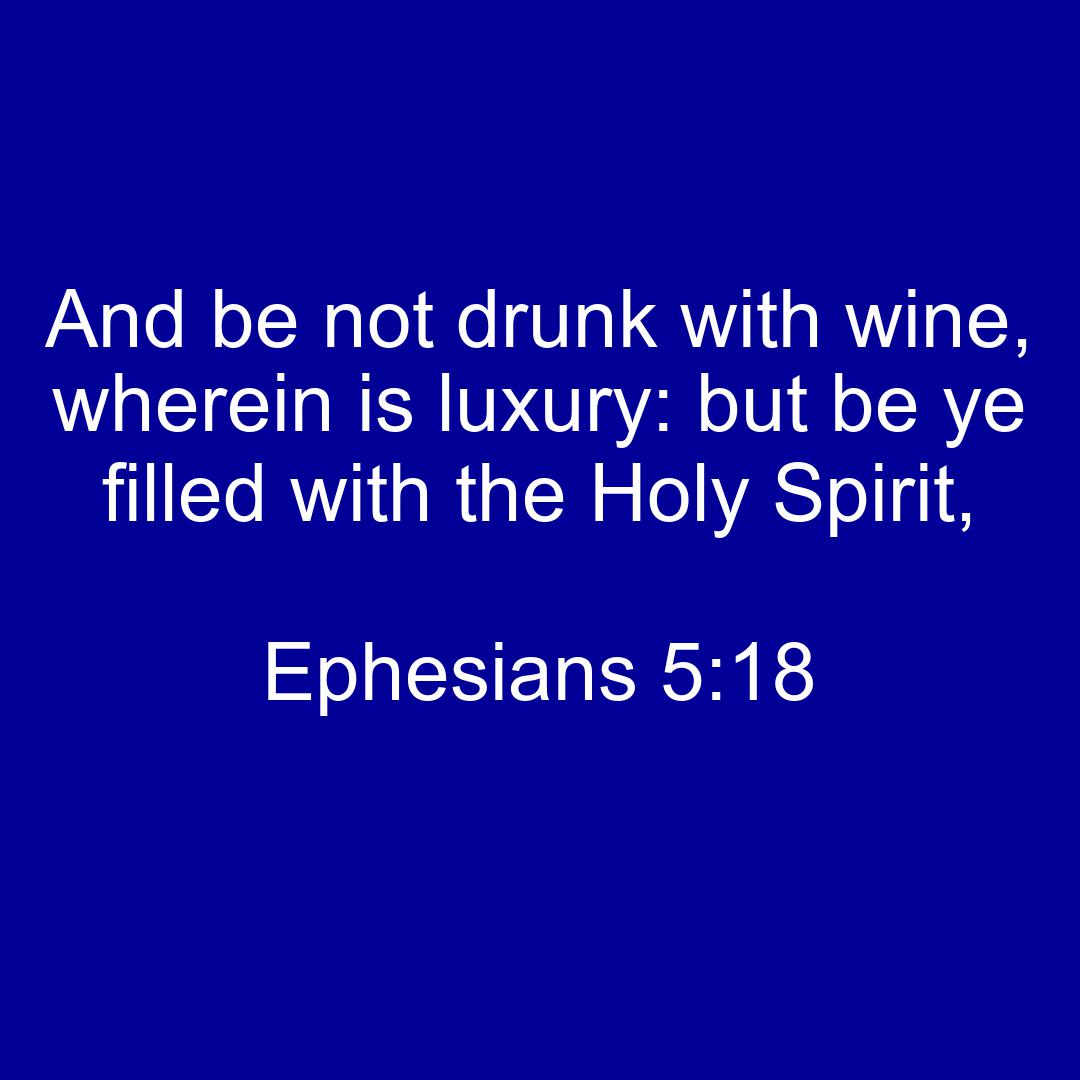 And be not drunk with wine,
wherein is luxury: but be ye
filled with the Holy Spirit,
Ephesians 5:18